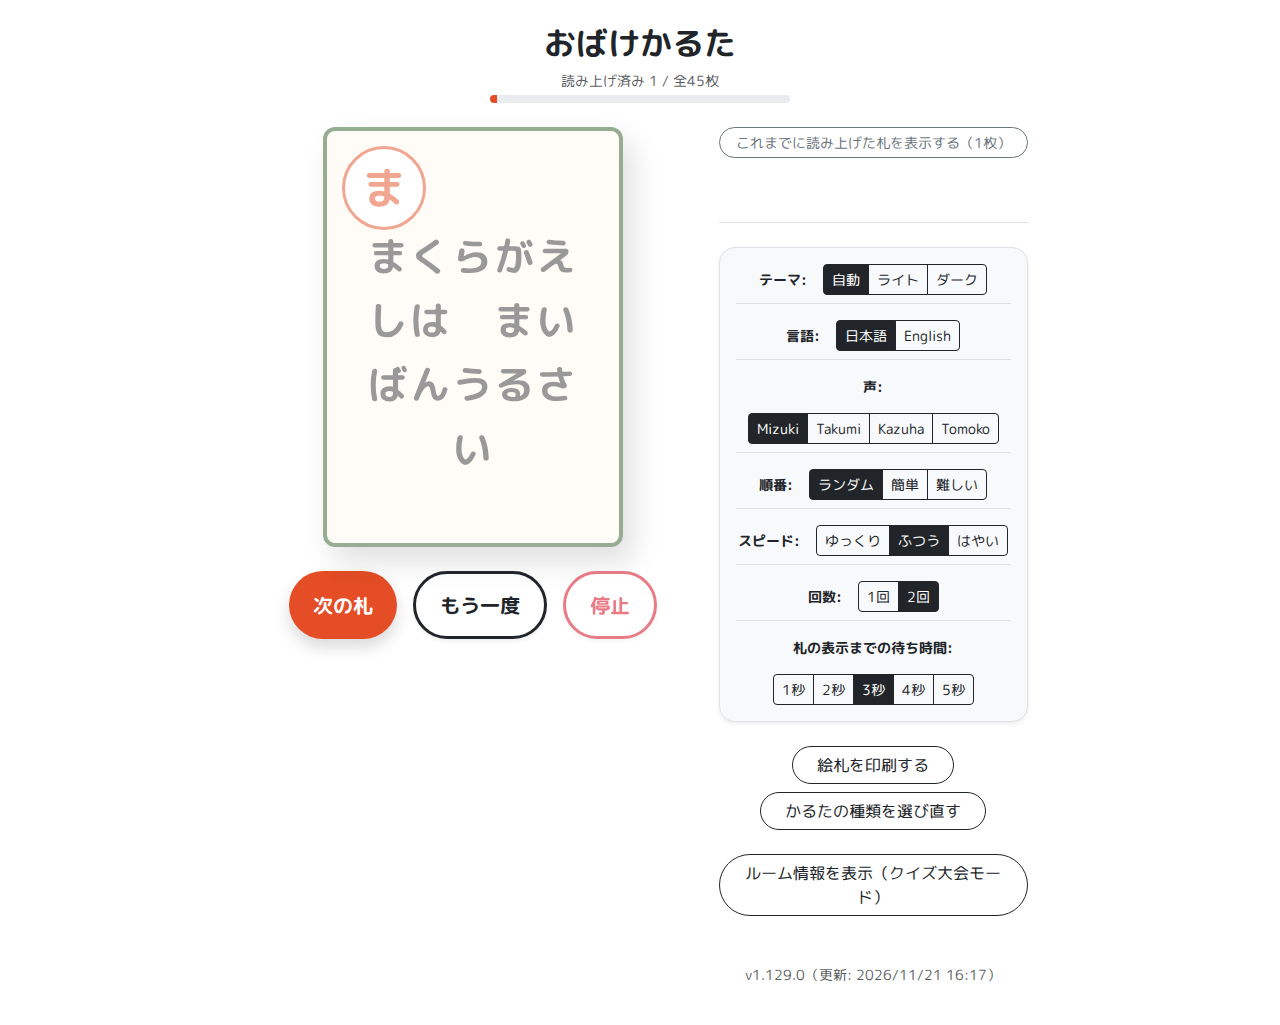 おばけかるた
読み上げ済み 1 / 全45枚
ま
まくらがえ
しは　まい
ばんうるさ
い
次の札
もう一度
停止
これまでに読み上げた札を表示する（1枚）
テーマ: 自動 ライト ダーク
言語: 日本語 English
声:
Mizuki Takumi Kazuha Tomoko
順番: ランダム 簡単 難しい
スピード: ゆっくり ふつう はやい
回数: 1回 2回
札の表示までの待ち時間:
1秒 2秒 3秒 4秒 5秒
絵札を印刷する
かるたの種類を選び直す
ルーム情報を表示（クイズ大会モー
ド）
v1.129.0（更新: 2026/11/21 16:17）